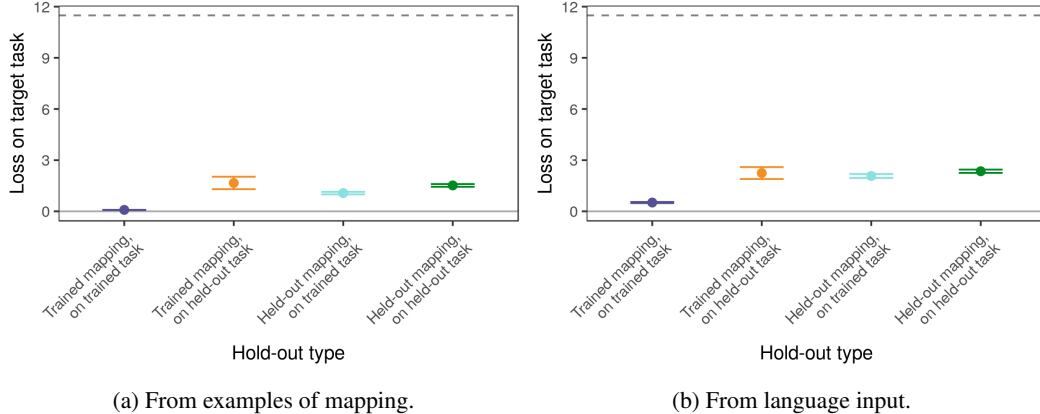 12
9
6
3
0
Loss on target task
Trained mapping,
on trained task
Trained mapping,
on held-out task
Held-out mapping,
on trained task
Held-out mapping,
on held-out task
Hold-out type
(a) From examples of mapping.
12
9
6
3
0
Loss on target task
Trained mapping,
on trained task
Trained mapping,
on held-out task
Held-out mapping,
on trained task
Held-out mapping,
on held-out task
Hold-out type
(b) From language input.